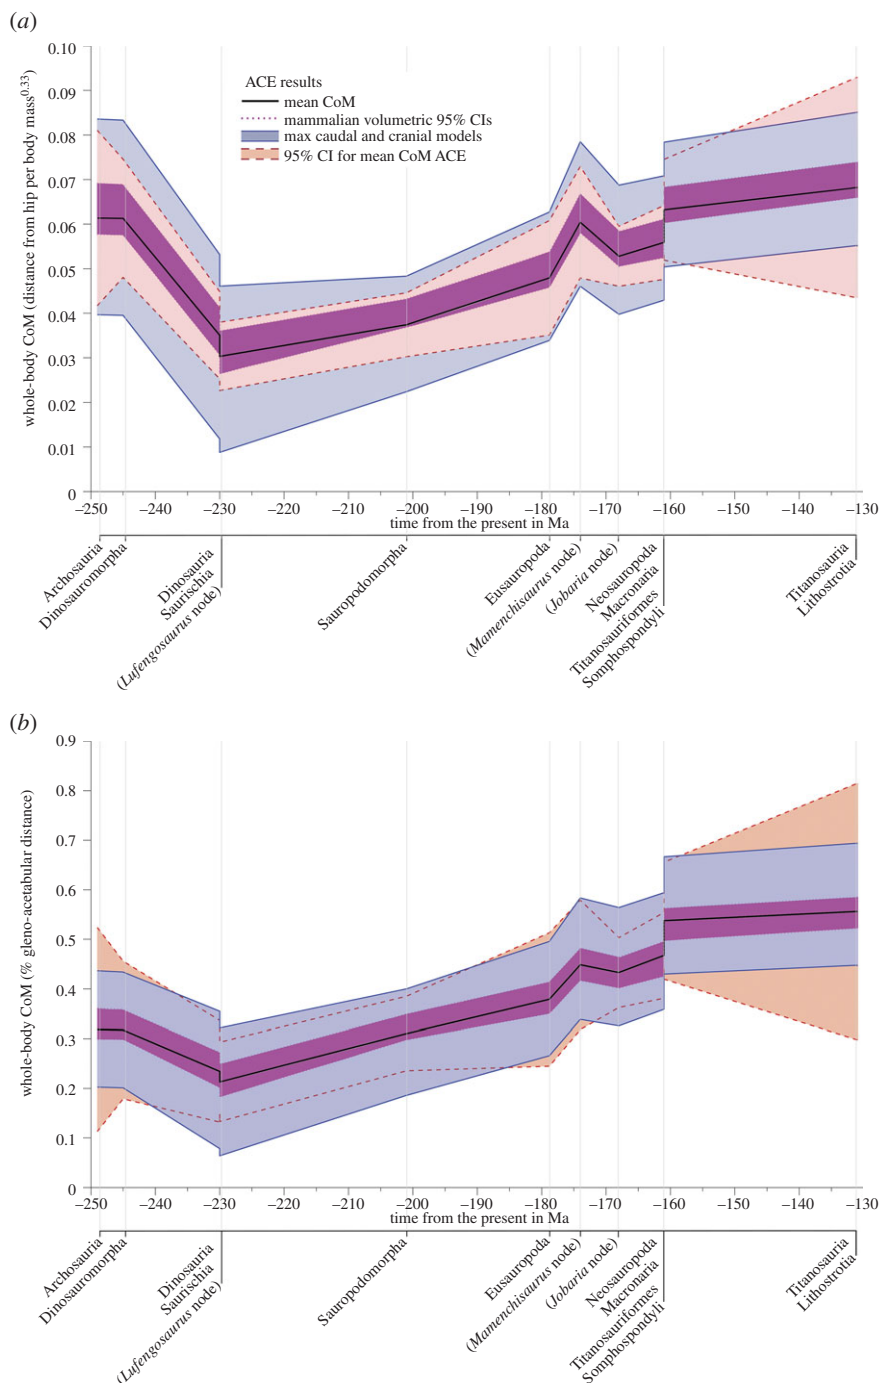 (a)
0.10
0.09
0.08
0.07
0.06
0.05
0.04
0.03
0.02
0.01
0
whole-body CoM (distance from hip per body mass0.33)
ACE results
mean CoM
mammalian volumetric 95% CIs
max caudal and cranial models
95% CI for mean CoM ACE
–250 –240 –230 –220 –210 –200 –190 –180 –170 –160 –150 –140 –130
time from the present in Ma
Archosauria
Dinosauromorpha
Dinosauria
Saurischia
(Lufengosaurus node)
Sauropodomorpha
Eusauropoda
(Mamenchisaurus node)
(Jobaria node)
Neosauropoda
Macronaria
Titanosauriformes
Somphospondyli
Titanosauria
Lithostrotia
(b)
0.9
0.8
0.7
0.6
0.5
0.4
0.3
0.2
0.1
0
whole-body CoM (% gleno-acetabular distance)
–250 –240 –230 –220 –210 –200 –190 –180 –170 –160 –150 –140 –130
time from the present in Ma
Archosauria
Dinosauromorpha
Dinosauria
Saurischia
(Lufengosaurus node)
Sauropodomorpha
Eusauropoda
(Mamenchisaurus node)
(Jobaria node)
Neosauropoda
Macronaria
Titanosauriformes
Somphospondyli
Titanosauria
Lithostrotia